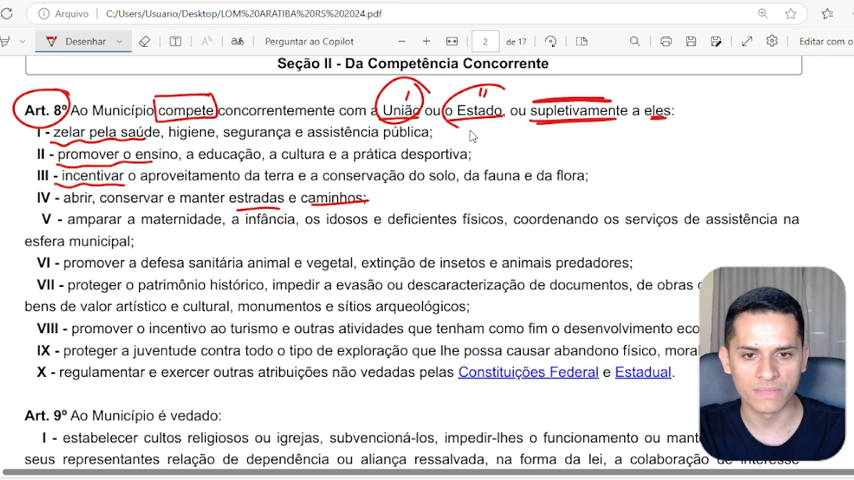 Arquivo C:/Users/Usuario/Desktop/LOM%20ARATIBA%20RS%202024.pdf
Desenhar Perguntar ao Copilot 2 de 17 Editar com o
Seção II - Da Competência Concorrente
Art. 8º Ao Município compete concorrentemente com a União ou o Estado, ou supletivamente a eles:
I - zelar pela saúde, higiene, segurança e assistência pública;
II - promover o ensino, a educação, a cultura e a prática desportiva;
III - incentivar o aproveitamento da terra e a conservação do solo, da fauna e da flora;
IV - abrir, conservar e manter estradas e caminhos;
V - amparar a maternidade, a infância, os idosos e deficientes físicos, coordenando os serviços de assistência na
esfera municipal;
VI - promover a defesa sanitária animal e vegetal, extinção de insetos e animais predadores;
VII - proteger o patrimônio histórico, impedir a evasão ou descaracterização de documentos, de obras
bens de valor artístico e cultural, monumentos e sítios arqueológicos;
VIII - promover o incentivo ao turismo e outras atividades que tenham como fim o desenvolvimento eco
IX - proteger a juventude contra todo o tipo de exploração que lhe possa causar abandono físico, moral
X - regulamentar e exercer outras atribuições não vedadas pelas Constituições Federal e Estadual.
Art. 9º Ao Município é vedado:
I - estabelecer cultos religiosos ou igrejas, subvencioná-los, impedir-lhes o funcionamento ou mant
seus representantes relação de dependência ou aliança ressalvada, na forma da lei, a colaboração de interesse